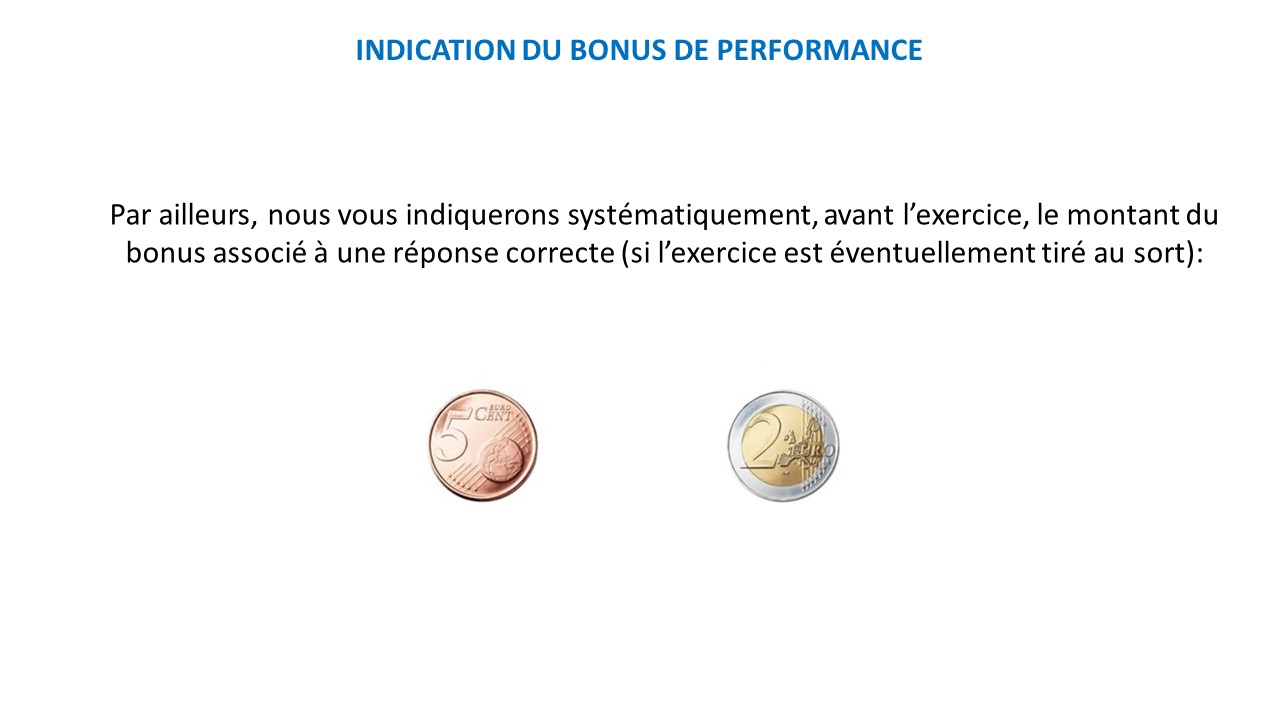 INDICATION DU BONUS DE PERFORMANCE
Par ailleurs, nous vous indiquerons systématiquement, avant l’exercice, le montant du
bonus associé à une réponse correcte (si l’exercice est éventuellement tiré au sort):
5 EURO CENT
2 EURO